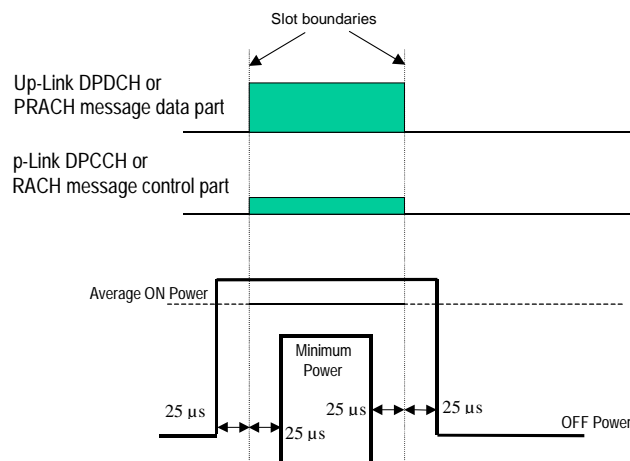 Slot boundaries
Up-Link DPDCH or
PRACH message data part
p-Link DPCCH or
RACH message control part
Average ON Power
Minimum
Power
25 µs
25 µs
25 µs
25 µs
OFF Power